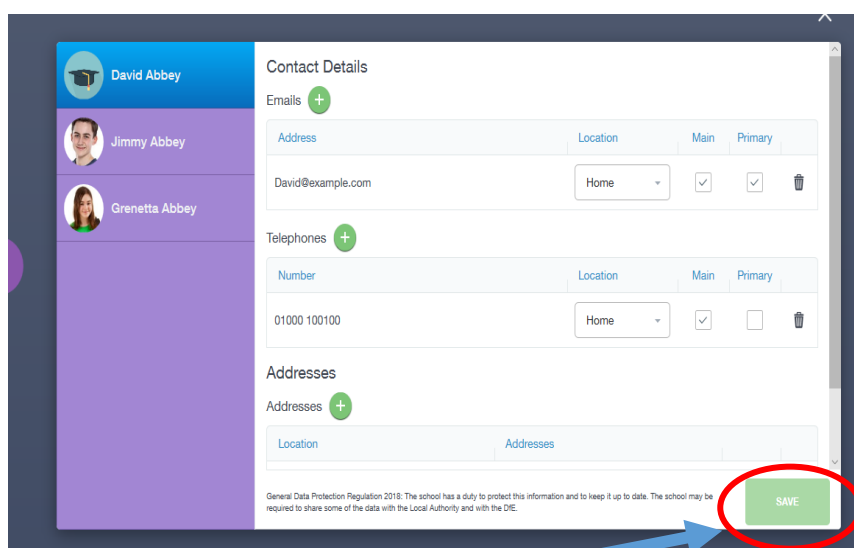 David Abbey
Jimmy Abbey
Grenetta Abbey
Contact Details
Emails
Address Location Main Primary
David@example.com Home
Telephones
Number Location Main Primary
01000 100100 Home
Addresses
Addresses
Location Addresses
General Data Protection Regulation 2018: The school has a duty to protect this information and to keep it up to date. The school may be
required to share some of the data with the Local Authority and with the DfE.
SAVE